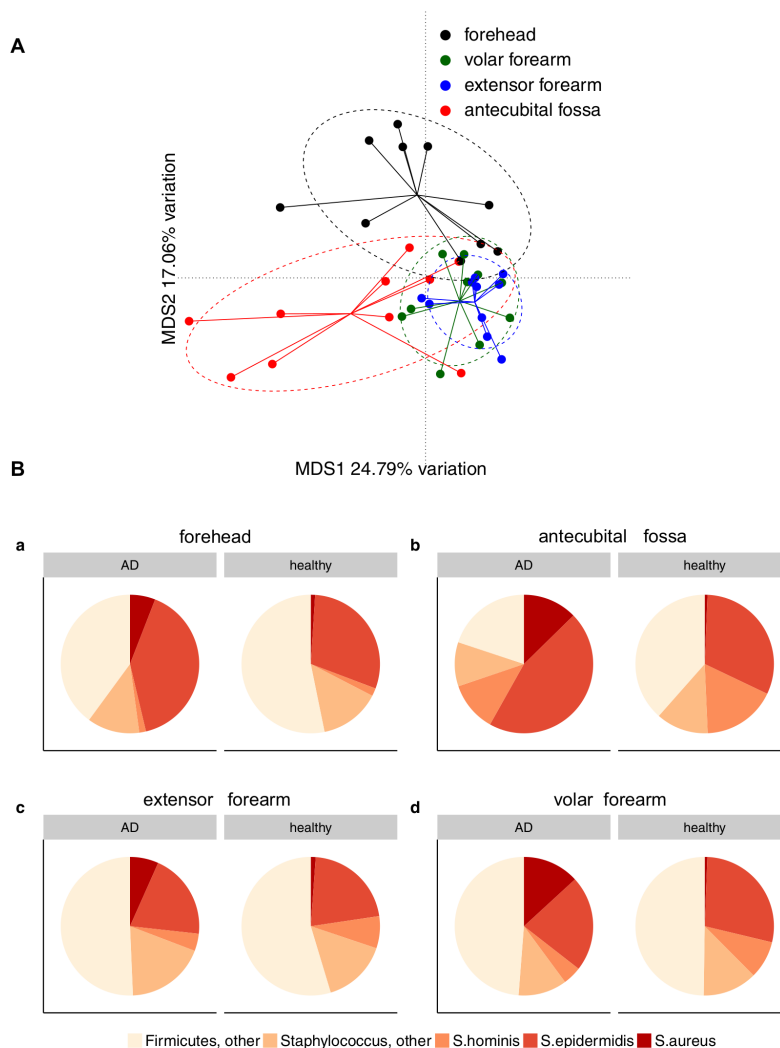 A
forehead
volar forearm
extensor forearm
antecubital fossa
MDS2 17.06% variation
MDS1 24.79% variation
B
a
forehead
AD
healthy
b
antecubital fossa
AD
healthy
c
extensor forearm
AD
healthy
d
volar forearm
AD
healthy
Firmicutes, other Staphylococcus, other S.hominis S.epidermidis S.aureus